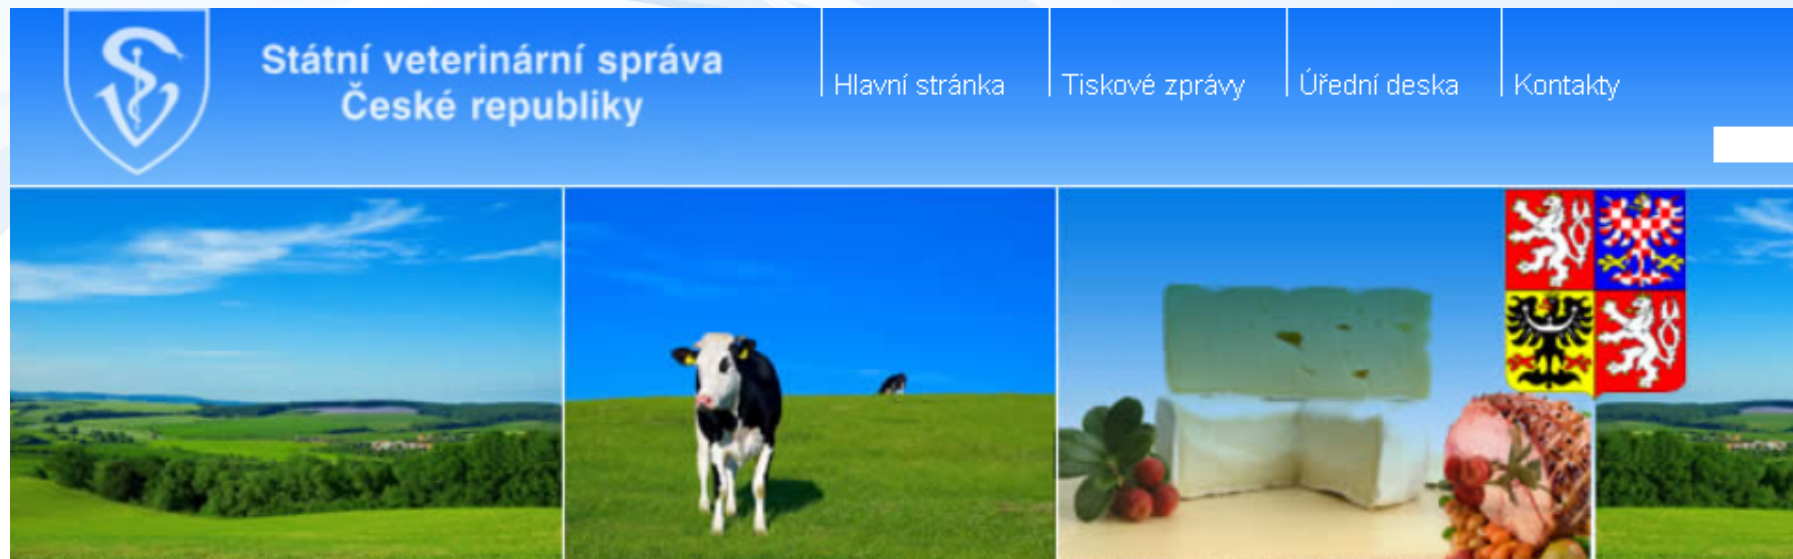 Státní veterinární správa
České republiky
Hlavní stránka
Tiskové zprávy
Úřední deska
Kontakty